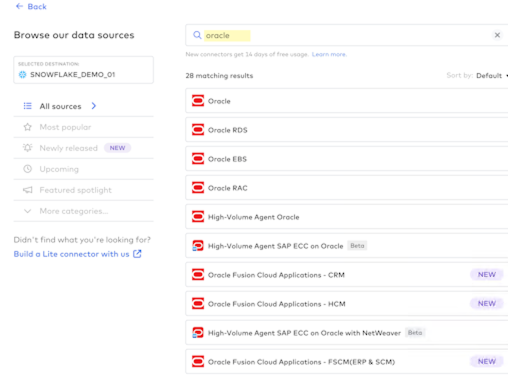 Back
Browse our data sources
SELECTED DESTINATION:
SNOWFLAKE_DEMO_01
All sources
Most popular
Newly released NEW
Upcoming
Featured spotlight
More categories...
Didn't find what you're looking for?
Build a Lite connector with us
oracle
New connectors get 14 days of free usage. Learn more.
28 matching results
Sort by: Default
Oracle
Oracle RDS
Oracle EBS
Oracle RAC
High-Volume Agent Oracle
High-Volume Agent SAP ECC on Oracle Beta
Oracle Fusion Cloud Applications - CRM NEW
Oracle Fusion Cloud Applications - HCM NEW
High-Volume Agent SAP ECC on Oracle with NetWeaver Beta
Oracle Fusion Cloud Applications - FSCM(ERP & SCM) NEW